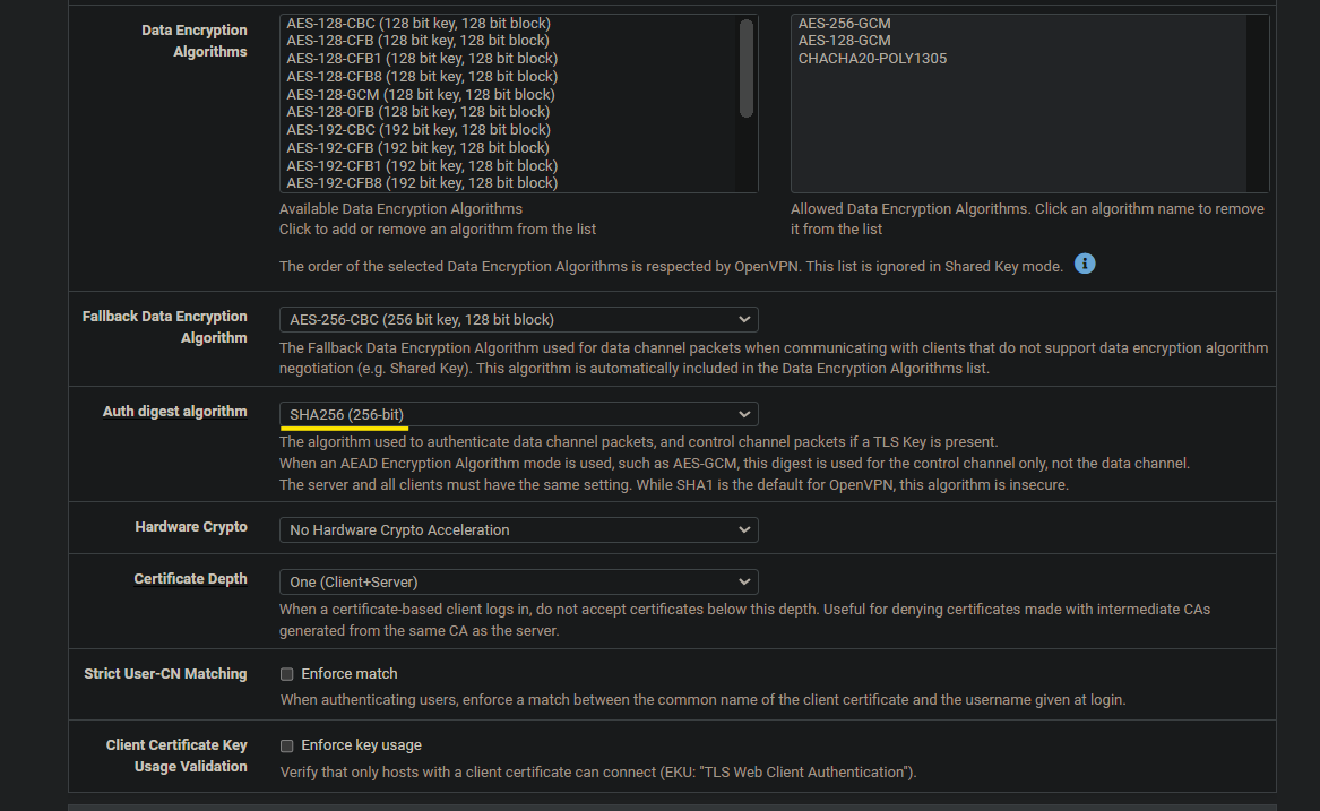 Data Encryption
Algorithms
AES-128-CBC (128 bit key, 128 bit block)
AES-128-CFB (128 bit key, 128 bit block)
AES-128-CFB1 (128 bit key, 128 bit block)
AES-128-CFB8 (128 bit key, 128 bit block)
AES-128-GCM (128 bit key, 128 bit block)
AES-128-OFB (128 bit key, 128 bit block)
AES-192-CBC (192 bit key, 128 bit block)
AES-192-CFB (192 bit key, 128 bit block)
AES-192-CFB1 (192 bit key, 128 bit block)
AES-192-CFB8 (192 bit key, 128 bit block)
Available Data Encryption Algorithms
Click to add or remove an algorithm from the list
AES-256-GCM
AES-128-GCM
CHACHA20-POLY1305
Allowed Data Encryption Algorithms. Click an algorithm name to remove
it from the list
The order of the selected Data Encryption Algorithms is respected by OpenVPN. This list is ignored in Shared Key mode.
Fallback Data Encryption
Algorithm
AES-256-CBC (256 bit key, 128 bit block)
The Fallback Data Encryption Algorithm used for data channel packets when communicating with clients that do not support data encryption algorithm
negotiation (e.g. Shared Key). This algorithm is automatically included in the Data Encryption Algorithms list.
Auth digest algorithm
SHA256 (256-bit)
The algorithm used to authenticate data channel packets, and control channel packets if a TLS Key is present.
When an AEAD Encryption Algorithm mode is used, such as AES-GCM, this digest is used for the control channel only, not the data channel.
The server and all clients must have the same setting. While SHA1 is the default for OpenVPN, this algorithm is insecure.
Hardware Crypto
No Hardware Crypto Acceleration
Certificate Depth
One (Client+Server)
When a certificate-based client logs in, do not accept certificates below this depth. Useful for denying certificates made with intermediate CAs
generated from the same CA as the server.
Strict User-CN Matching
Enforce match
When authenticating users, enforce a match between the common name of the client certificate and the username given at login.
Client Certificate Key
Usage Validation
Enforce key usage
Verify that only hosts with a client certificate can connect (EKU: "TLS Web Client Authentication").